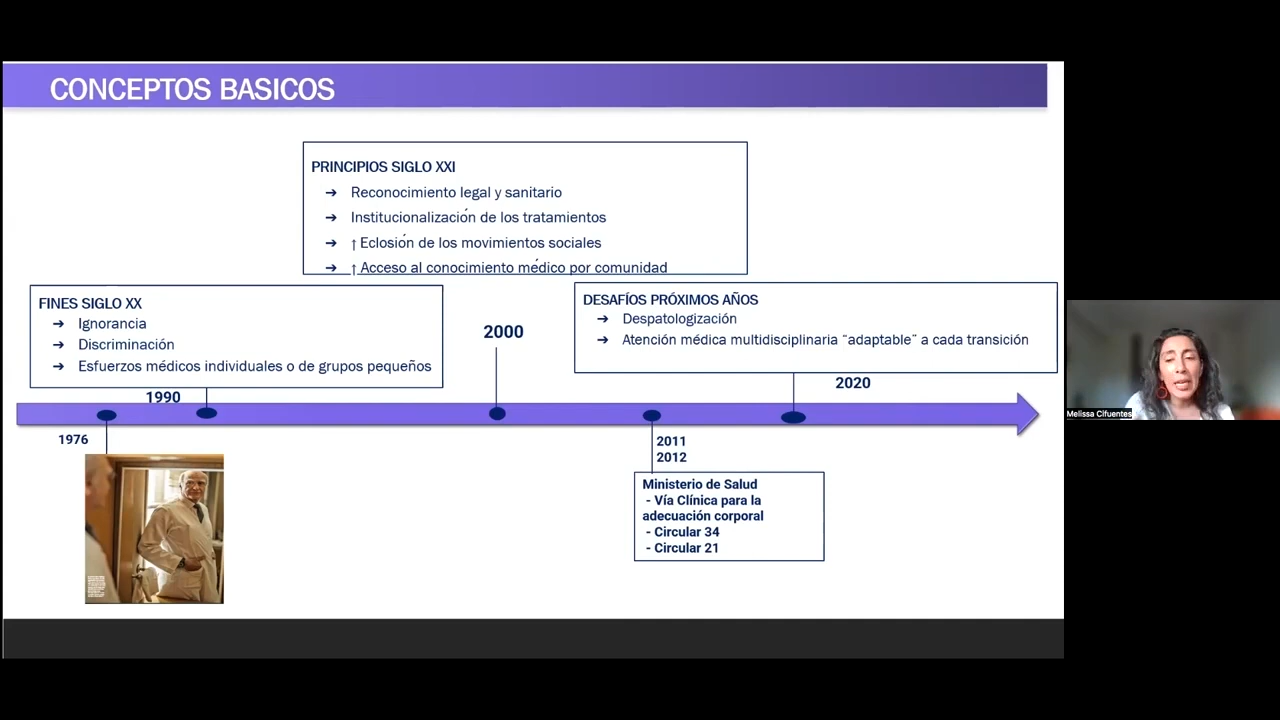 CONCEPTOS BASICOS
PRINCIPIOS SIGLO XXI
➔ Reconocimiento legal y sanitario
➔ Institucionalización de los tratamientos
➔ ↑ Eclosión de los movimientos sociales
➔ ↑ Acceso al conocimiento médico por comunidad
FINES SIGLO XX
➔ Ignorancia
➔ Discriminación
➔ Esfuerzos médicos individuales o de grupos pequeños
2000
DESAFÍOS PRÓXIMOS AÑOS
➔ Despatologización
➔ Atención médica multidisciplinaria “adaptable” a cada transición
1990
2020
1976
2011
2012
Ministerio de Salud
- Vía Clínica para la
adecuación corporal
- Circular 34
- Circular 21
Melissa Cifuentes